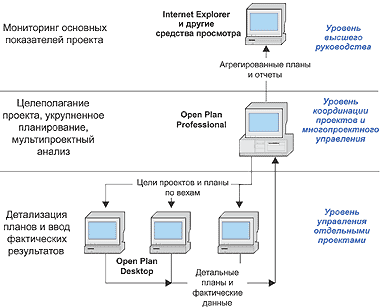 Мониторинг основных
показателей проекта
Internet Explorer
и другие
средства просмотра
Уровень
высшего
руководства
Агрегированные планы
и отчеты
Целеполагание
проекта, укрупненное
планирование,
мультипроектный
анализ
Open Plan
Professional
Уровень
координации
проектов и
многопроектного
управления
Цели проектов и планы
по вехам
Детализация
планов и ввод
фактических
результатов
Open Plan
Desktop
Уровень
управления
отдельными
проектами
Детальные
планы и
фактические
данные